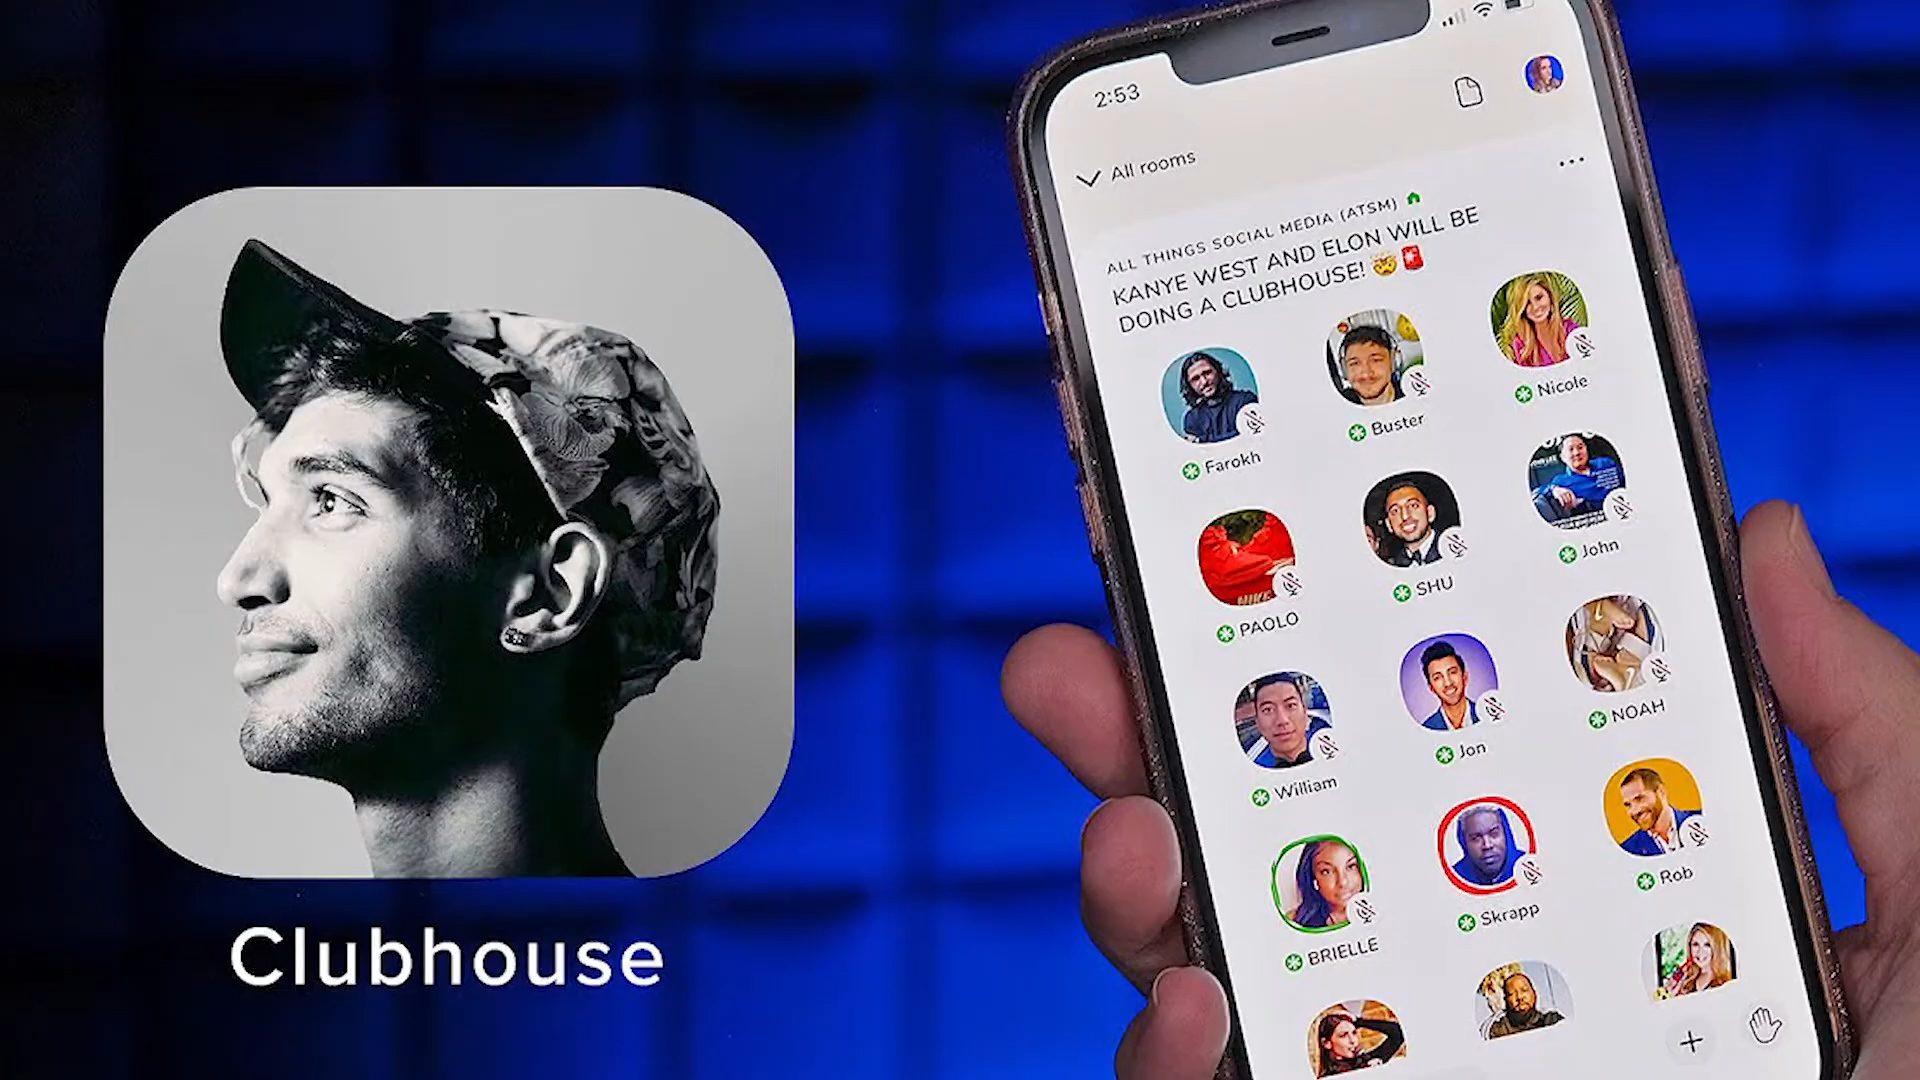 2:53
All rooms
ALL THINGS SOCIAL MEDIA (ATSM)
KANYE WEST AND ELON WILL BE
DOING A CLUBHOUSE!
Farokh
Buster
Nicole
PAOLO
SHU
John
William
Jon
NOAH
BRIELLE
Skrapp
Rob
NIKE
Clubhouse